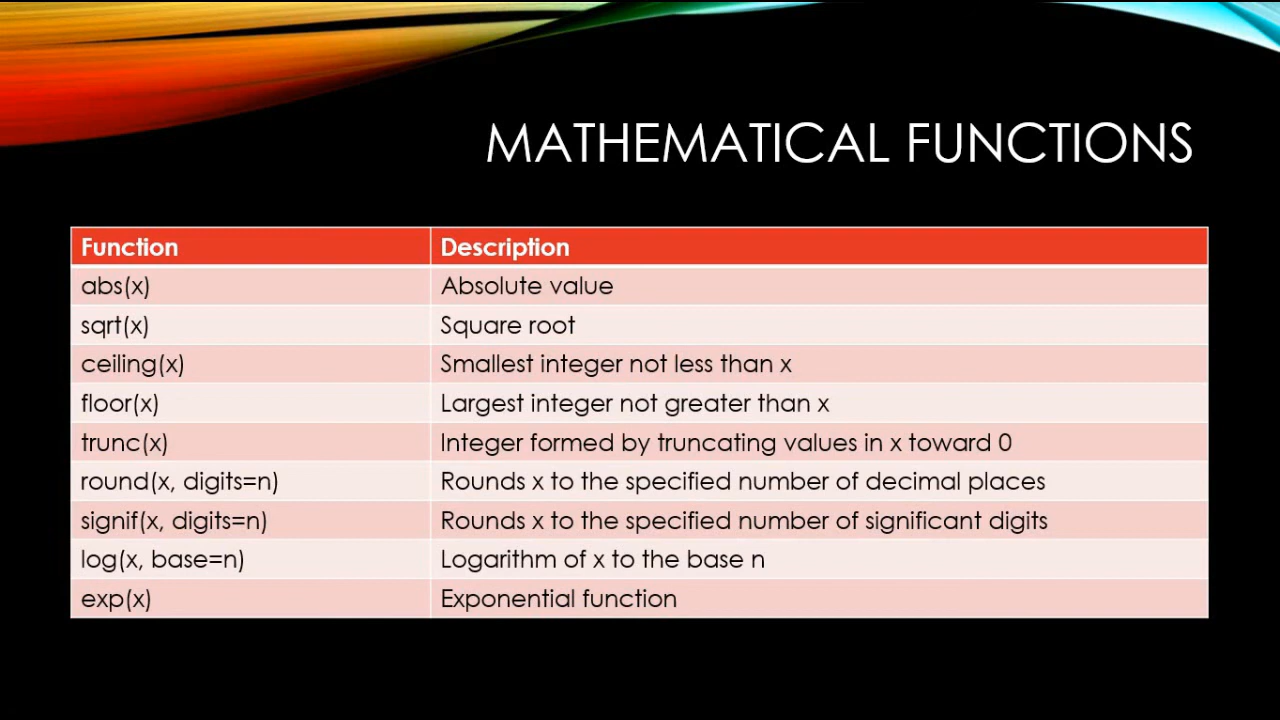 MATHEMATICAL FUNCTIONS
Function Description
abs(x) Absolute value
sqrt(x) Square root
ceiling(x) Smallest integer not less than x
floor(x) Largest integer not greater than x
trunc(x) Integer formed by truncating values in x toward 0
round(x, digits=n) Rounds x to the specified number of decimal places
signif(x, digits=n) Rounds x to the specified number of significant digits
log(x, base=n) Logarithm of x to the base n
exp(x) Exponential function